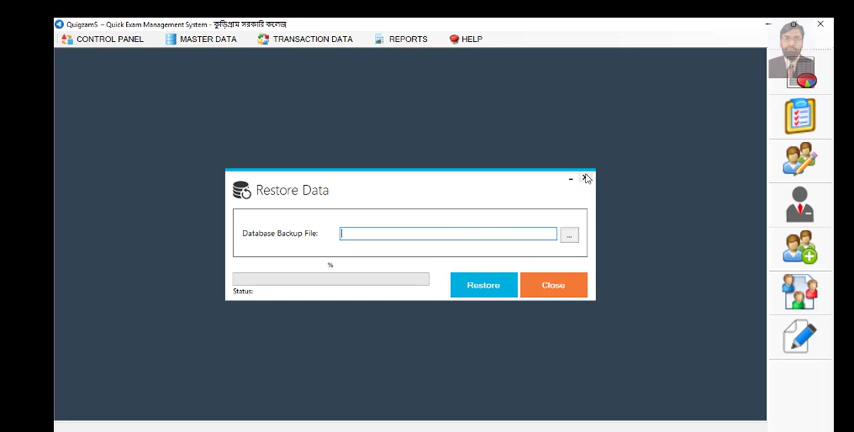 QuigzamS – Quick Exam Management System - কুড়িগ্রাম সরকারি কলেজ
CONTROL PANEL MASTER DATA TRANSACTION DATA REPORTS HELP
Restore Data
Database Backup File: ...
%
Status:
Restore Close